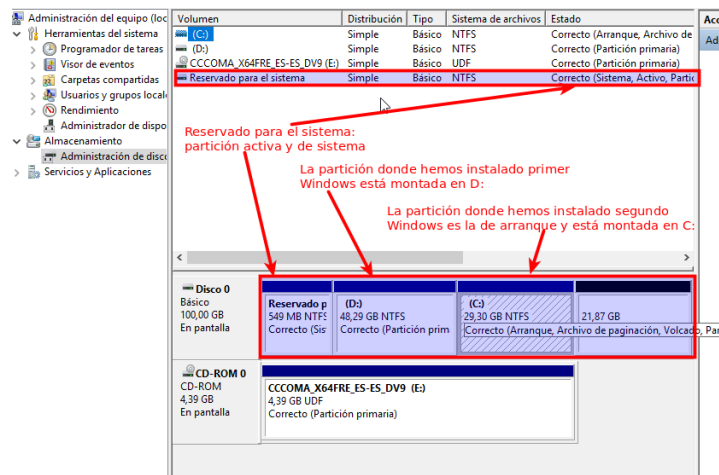 Administración del equipo (loc
Herramientas del sistema
Programador de tareas
Visor de eventos
Carpetas compartidas
Usuarios y grupos locale
Rendimiento
Administrador de dispo
Almacenamiento
Administración de disco
Servicios y Aplicaciones
Volumen Distribución Tipo Sistema de archivos Estado
(C:) Simple Básico NTFS Correcto (Arranque, Archivo de
(D:) Simple Básico NTFS Correcto (Partición primaria)
CCCOMA_X64FRE_ES-ES_DV9 (E:) Simple Básico UDF Correcto (Partición primaria)
Reservado para el sistema Simple Básico NTFS Correcto (Sistema, Activo, Partic
Reservado para el sistema:
partición activa y de sistema
La partición donde hemos instalado primer
Windows está montada en D:
La partición donde hemos instalado segundo
Windows es la de arranque y está montada en C:
Disco 0
Básico
100,00 GB
En pantalla
Reservado p
549 MB NTFS
Correcto (Sis
(D:)
48,29 GB NTFS
Correcto (Partición prim
(C:)
29,30 GB NTFS
Correcto (Arranque, Archivo de paginación, Volcado, Par
21,87 GB
CD-ROM 0
CD-ROM
4,39 GB
En pantalla
CCCOMA_X64FRE_ES-ES_DV9 (E:)
4,39 GB UDF
Correcto (Partición primaria)
Acc
Ad